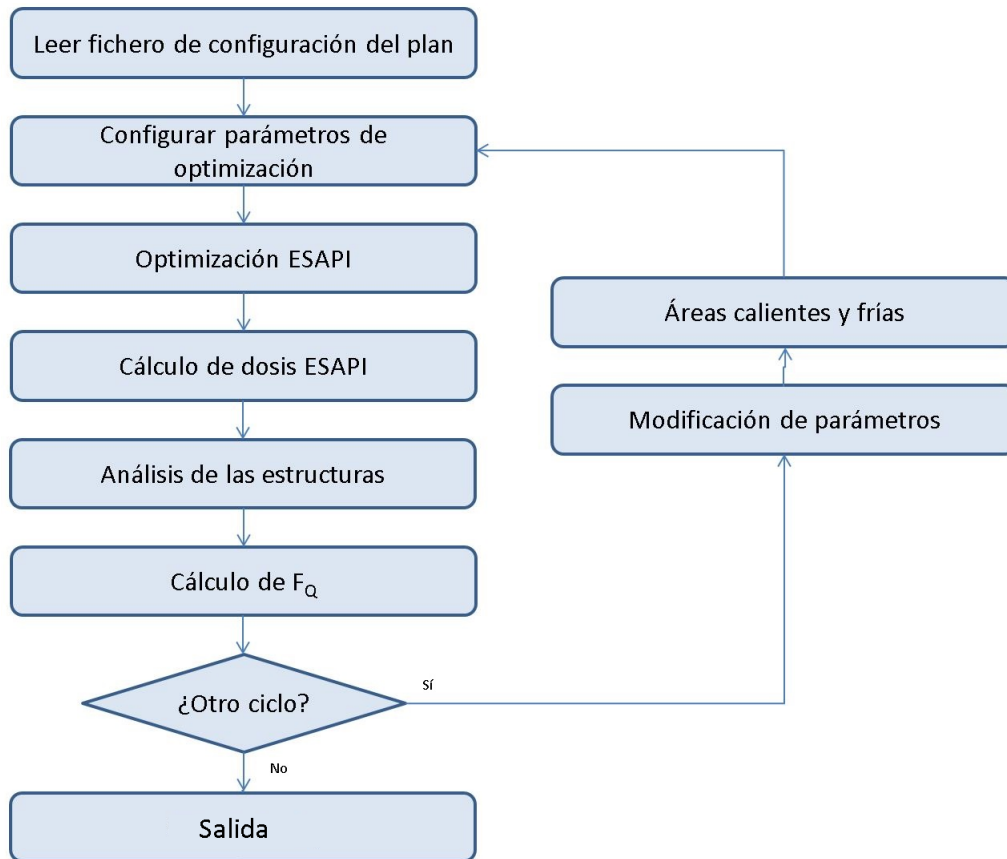 Leer fichero de configuración del plan
Configurar parámetros de
optimización
Optimización ESAPI
Cálculo de dosis ESAPI
Análisis de las estructuras
Cálculo de FQ
¿Otro ciclo?
Sí
No
Salida
Áreas calientes y frías
Modificación de parámetros